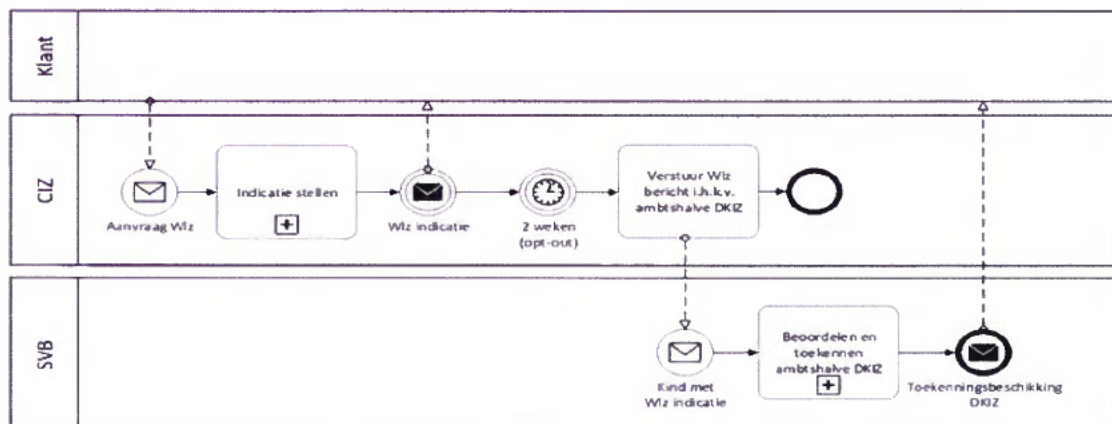 Klant
CIZ
Aanvraag Wlz
Indicatie stellen
Wlz indicatie
2 weken
(opt-out)
Verstuur Wlz
bericht i.h.k.v.
ambtshalve DKIZ
SVB
Kind met
Wlz indicatie
Beoordelen en
toekennen
ambtshalve DKIZ
Toekenningsbeschikking
DKIZ